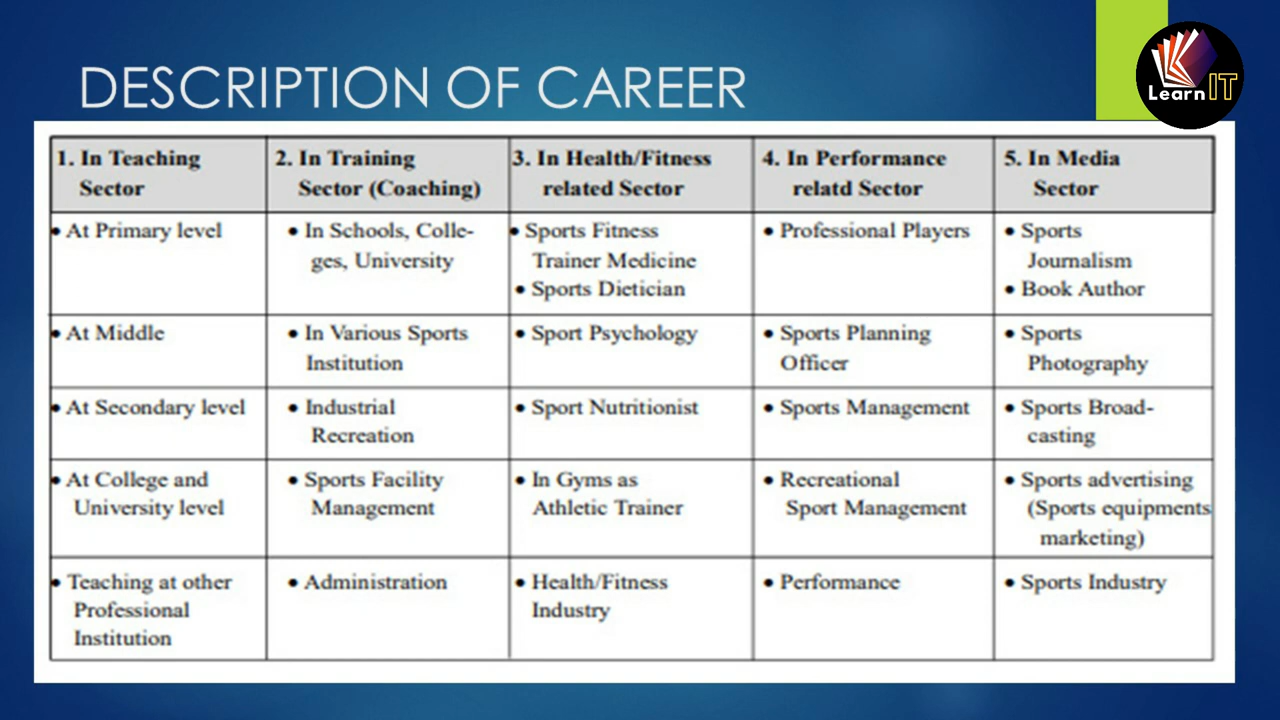 DESCRIPTION OF CAREER
Learn IT
1. In Teaching
Sector
2. In Training
Sector (Coaching)
3. In Health/Fitness
related Sector
4. In Performance
relatd Sector
5. In Media
Sector
• At Primary level
• In Schools, Colle-
ges, University
• Sports Fitness
Trainer Medicine
• Sports Dietician
• Professional Players
• Sports
Journalism
• Book Author
• At Middle
• In Various Sports
Institution
• Sport Psychology
• Sports Planning
Officer
• Sports
Photography
• At Secondary level
• Industrial
Recreation
• Sport Nutritionist
• Sports Management
• Sports Broad-
casting
• At College and
University level
• Sports Facility
Management
• In Gyms as
Athletic Trainer
• Recreational
Sport Management
• Sports advertising
(Sports equipments
marketing)
• Teaching at other
Professional
Institution
• Administration
• Health/Fitness
Industry
• Performance
• Sports Industry